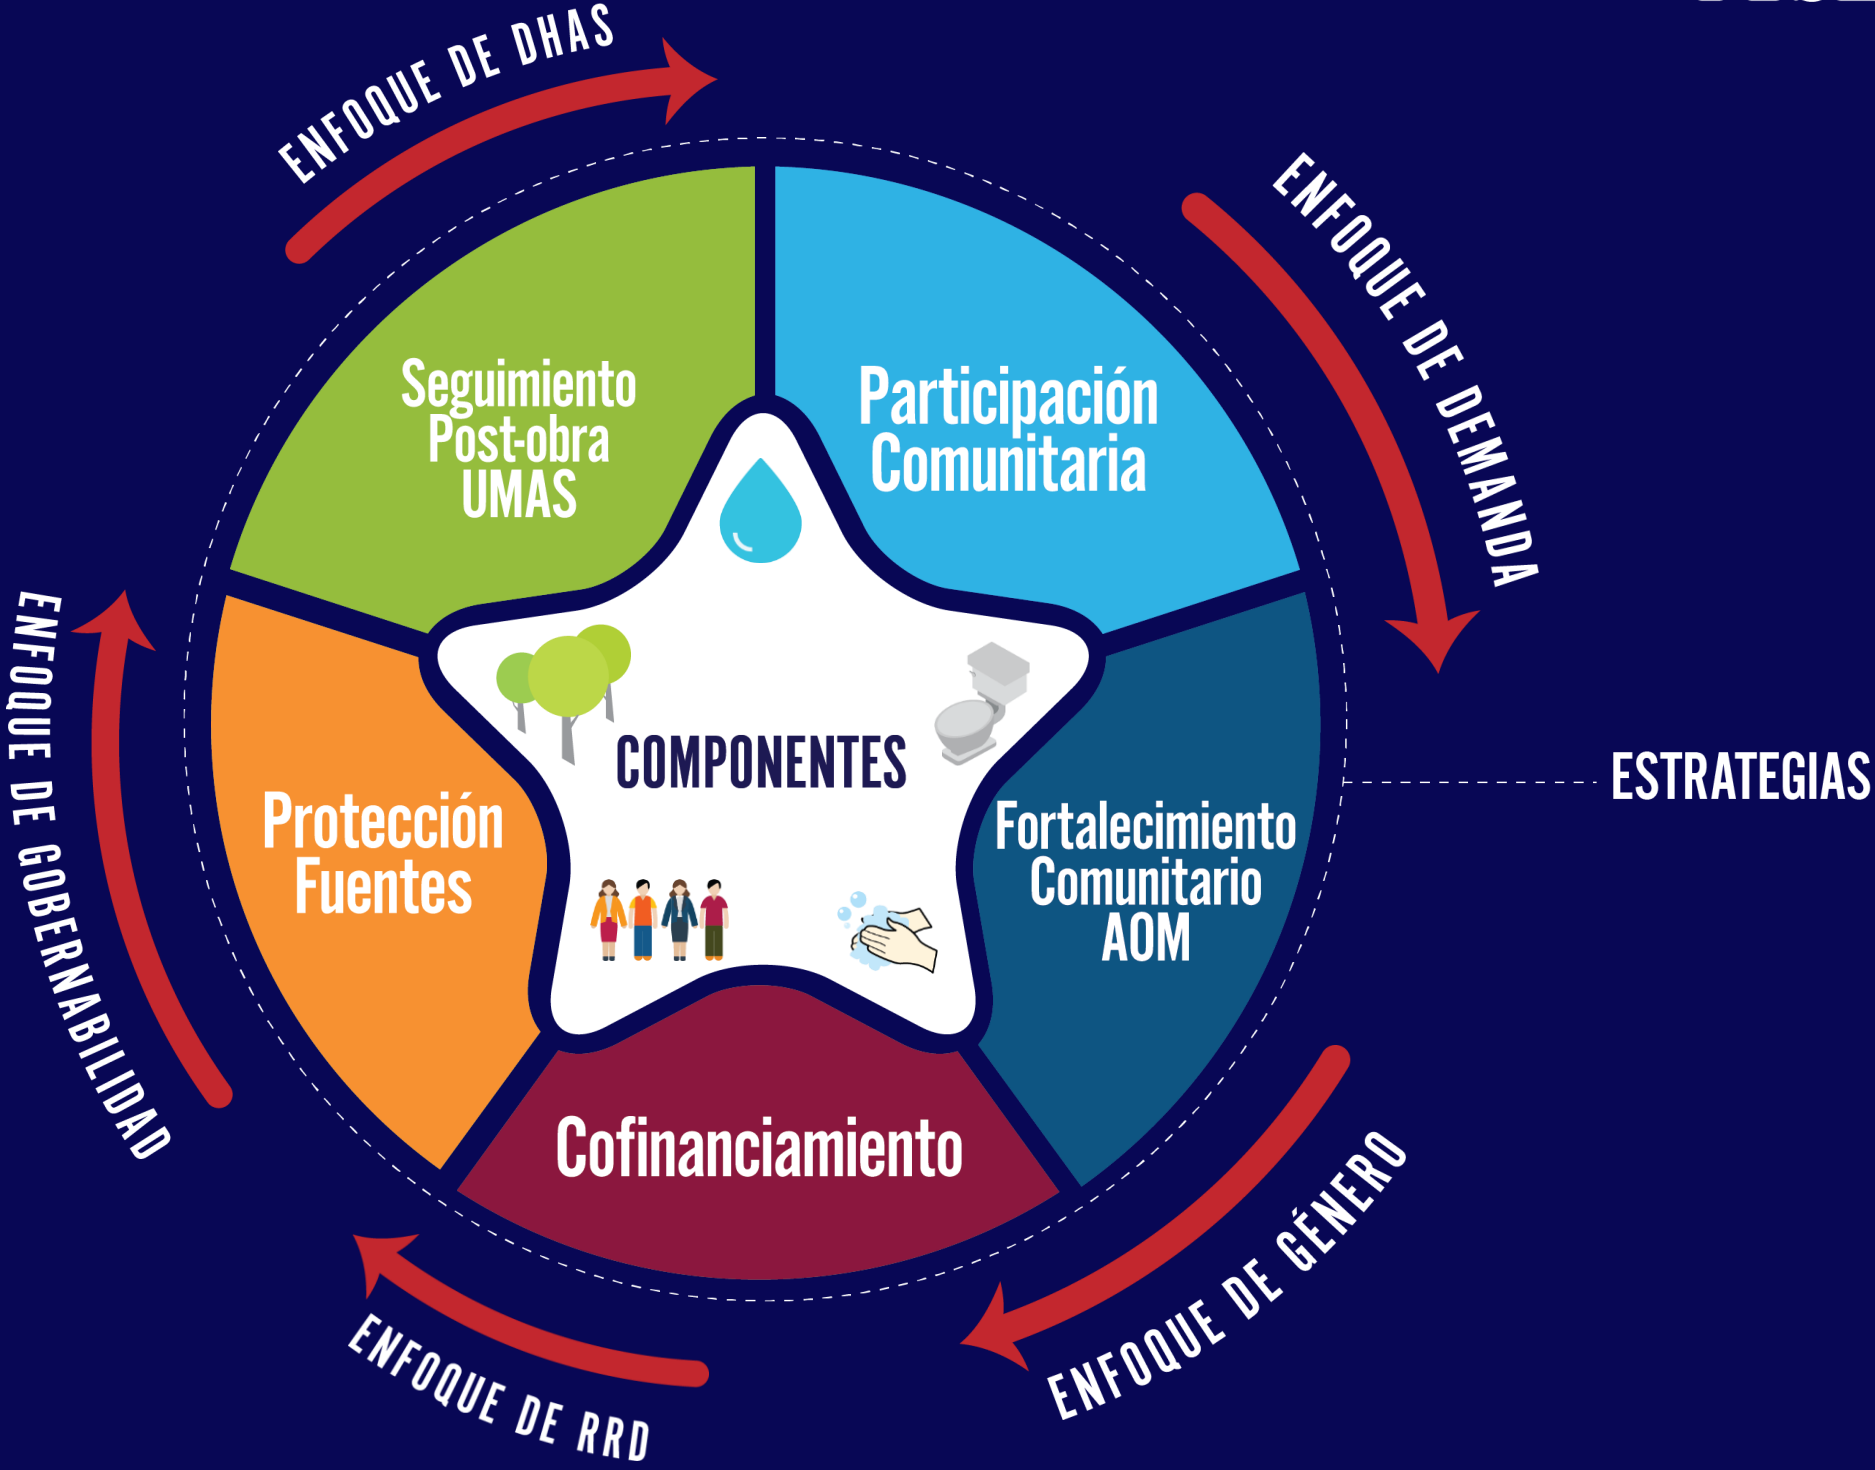 ENFOQUE DE DHAS
ENFOQUE DE DEMANDA
Seguimiento
Post-obra
UMAS
Participación
Comunitaria
COMPONENTES
ESTRATEGIAS
Protección
Fuentes
Fortalecimiento
Comunitario
AOM
Cofinanciamiento
ENFOQUE DE GOBERNABILIDAD
ENFOQUE DE GÉNERO
ENFOQUE DE RRD